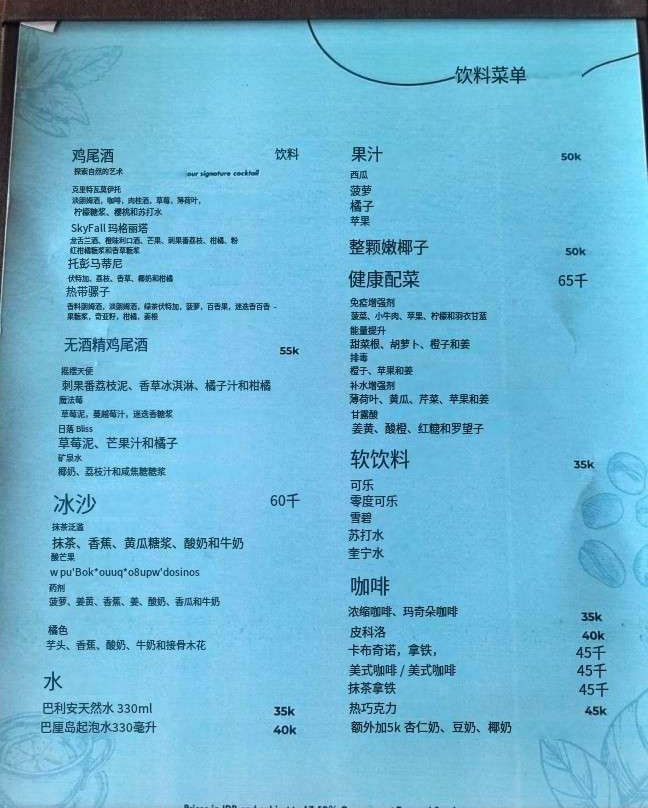 饮料菜单
鸡尾酒 饮料
探索自然的艺术 our signature cocktail
克里特瓦莫伊托
淡朗姆酒，咖啡，肉桂酒，草莓，薄荷叶，
柠檬糖浆、樱桃和苏打水
SkyFall 玛格丽塔
龙舌兰酒、橙味利口酒、芒果、刺果番荔枝、柑橘、粉
红柑橘糖浆和香草糖浆
托彭马蒂尼
伏特加，荔枝、香草、椰奶和柑橘
热带骡子
香料朗姆酒，淡朗姆酒，绿茶伏特加，菠萝，百香果，迷迭香百香
果糖浆，奇亚籽，柑橘，姜根
无酒精鸡尾酒 55k
摇摆天使
刺果番荔枝泥、香草冰淇淋、橘子汁和柑橘
魔法莓
草莓泥，蔓越莓汁，迷迭香糖浆
日落 Bliss
草莓泥、芒果汁和橘子
矿泉水
椰奶、荔枝汁和咸焦糖糖浆
冰沙 60千
抹茶泛滥
抹茶、香蕉、黄瓜糖浆、酸奶和牛奶
酸芒果
w pu'Bok*ouuq*o8upw'dosinos
药剂
菠萝、姜黄、香蕉、姜、酸奶、香瓜和牛奶
橘色
芋头、香蕉、酸奶、牛奶和接骨木花
水
巴利安天然水 330ml 35k
巴厘岛起泡水330毫升 40k
果汁 50k
西瓜
菠萝
橘子
苹果
整颗嫩椰子 50k
健康配菜 65千
免疫增强剂
菠菜、小牛肉、苹果、柠檬和羽衣甘蓝
能量提升
甜菜根、胡萝卜、橙子和姜
排毒
橙子、苹果和姜
补水增强剂
薄荷叶、黄瓜、芹菜、苹果和姜
甘露酸
姜黄、酸橙、红糖和罗望子
软饮料 35k
可乐
零度可乐
雪碧
苏打水
奎宁水
咖啡
浓缩咖啡、玛奇朵咖啡 35k
皮科洛 40k
卡布奇诺，拿铁， 45千
美式咖啡 / 美式咖啡 45千
抹茶拿铁 45千
热巧克力 45k
额外加5k 杏仁奶、豆奶、椰奶